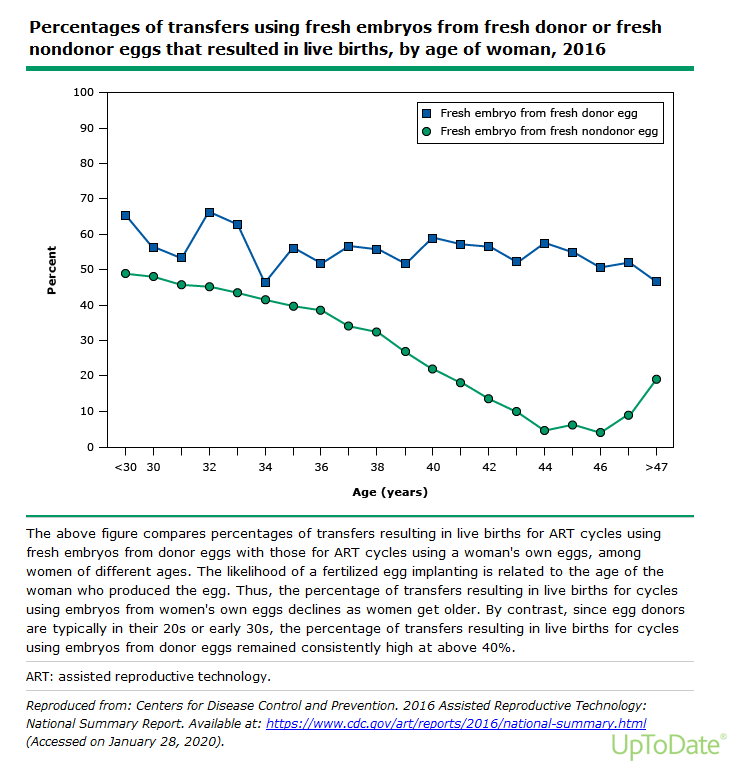 Percentages of transfers using fresh embryos from fresh donor or fresh
nondonor eggs that resulted in live births, by age of woman, 2016
100
90
80
70
60
50
40
30
20
10
0
Percent
Fresh embryo from fresh donor egg
Fresh embryo from fresh nondonor egg
<30 30 32 34 36 38 40 42 44 46 >47
Age (years)
The above figure compares percentages of transfers resulting in live births for ART cycles using
fresh embryos from donor eggs with those for ART cycles using a woman's own eggs, among
women of different ages. The likelihood of a fertilized egg implanting is related to the age of the
woman who produced the egg. Thus, the percentage of transfers resulting in live births for cycles
using embryos from women's own eggs declines as women get older. By contrast, since egg donors
are typically in their 20s or early 30s, the percentage of transfers resulting in live births for cycles
using embryos from donor eggs remained consistently high at above 40%.
ART: assisted reproductive technology.
Reproduced from: Centers for Disease Control and Prevention. 2016 Assisted Reproductive Technology:
National Summary Report. Available at: https://www.cdc.gov/art/reports/2016/national-summary.html
(Accessed on January 28, 2020).
UpToDate®